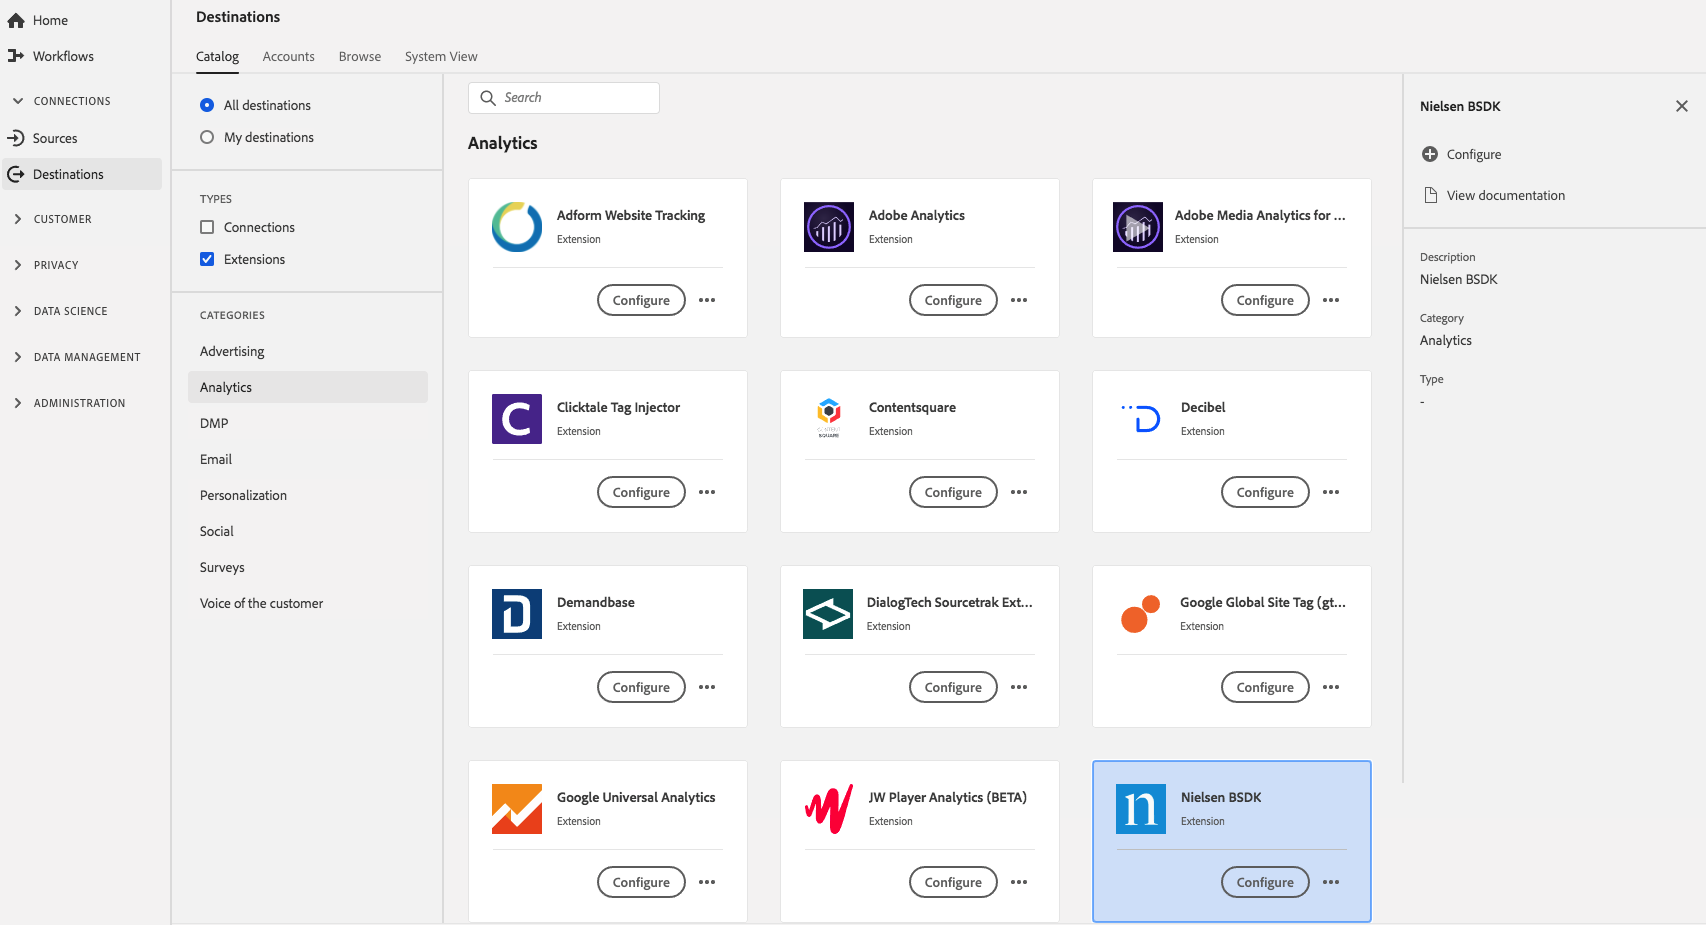 Home
Workflows
CONNECTIONS
Sources
Destinations
CUSTOMER
PRIVACY
DATA SCIENCE
DATA MANAGEMENT
ADMINISTRATION
Destinations
Catalog Accounts Browse System View
All destinations
My destinations
TYPES
Connections
Extensions
CATEGORIES
Advertising
Analytics
DMP
Email
Personalization
Social
Surveys
Voice of the customer
Search
Analytics
Adform Website Tracking
Extension
Configure
Adobe Analytics
Extension
Configure
Adobe Media Analytics for ...
Extension
Configure
C
Clicktale Tag Injector
Extension
Configure
SQUARE
Contentsquare
Extension
Configure
D
Decibel
Extension
Configure
D
Demandbase
Extension
Configure
DialogTech Sourcetrak Ext...
Extension
Configure
Google Global Site Tag (gt...
Extension
Configure
Google Universal Analytics
Extension
Configure
JW Player Analytics (BETA)
Extension
Configure
n
Nielsen BSDK
Extension
Configure
Nielsen BSDK
Configure
View documentation
Description
Nielsen BSDK
Category
Analytics
Type
-